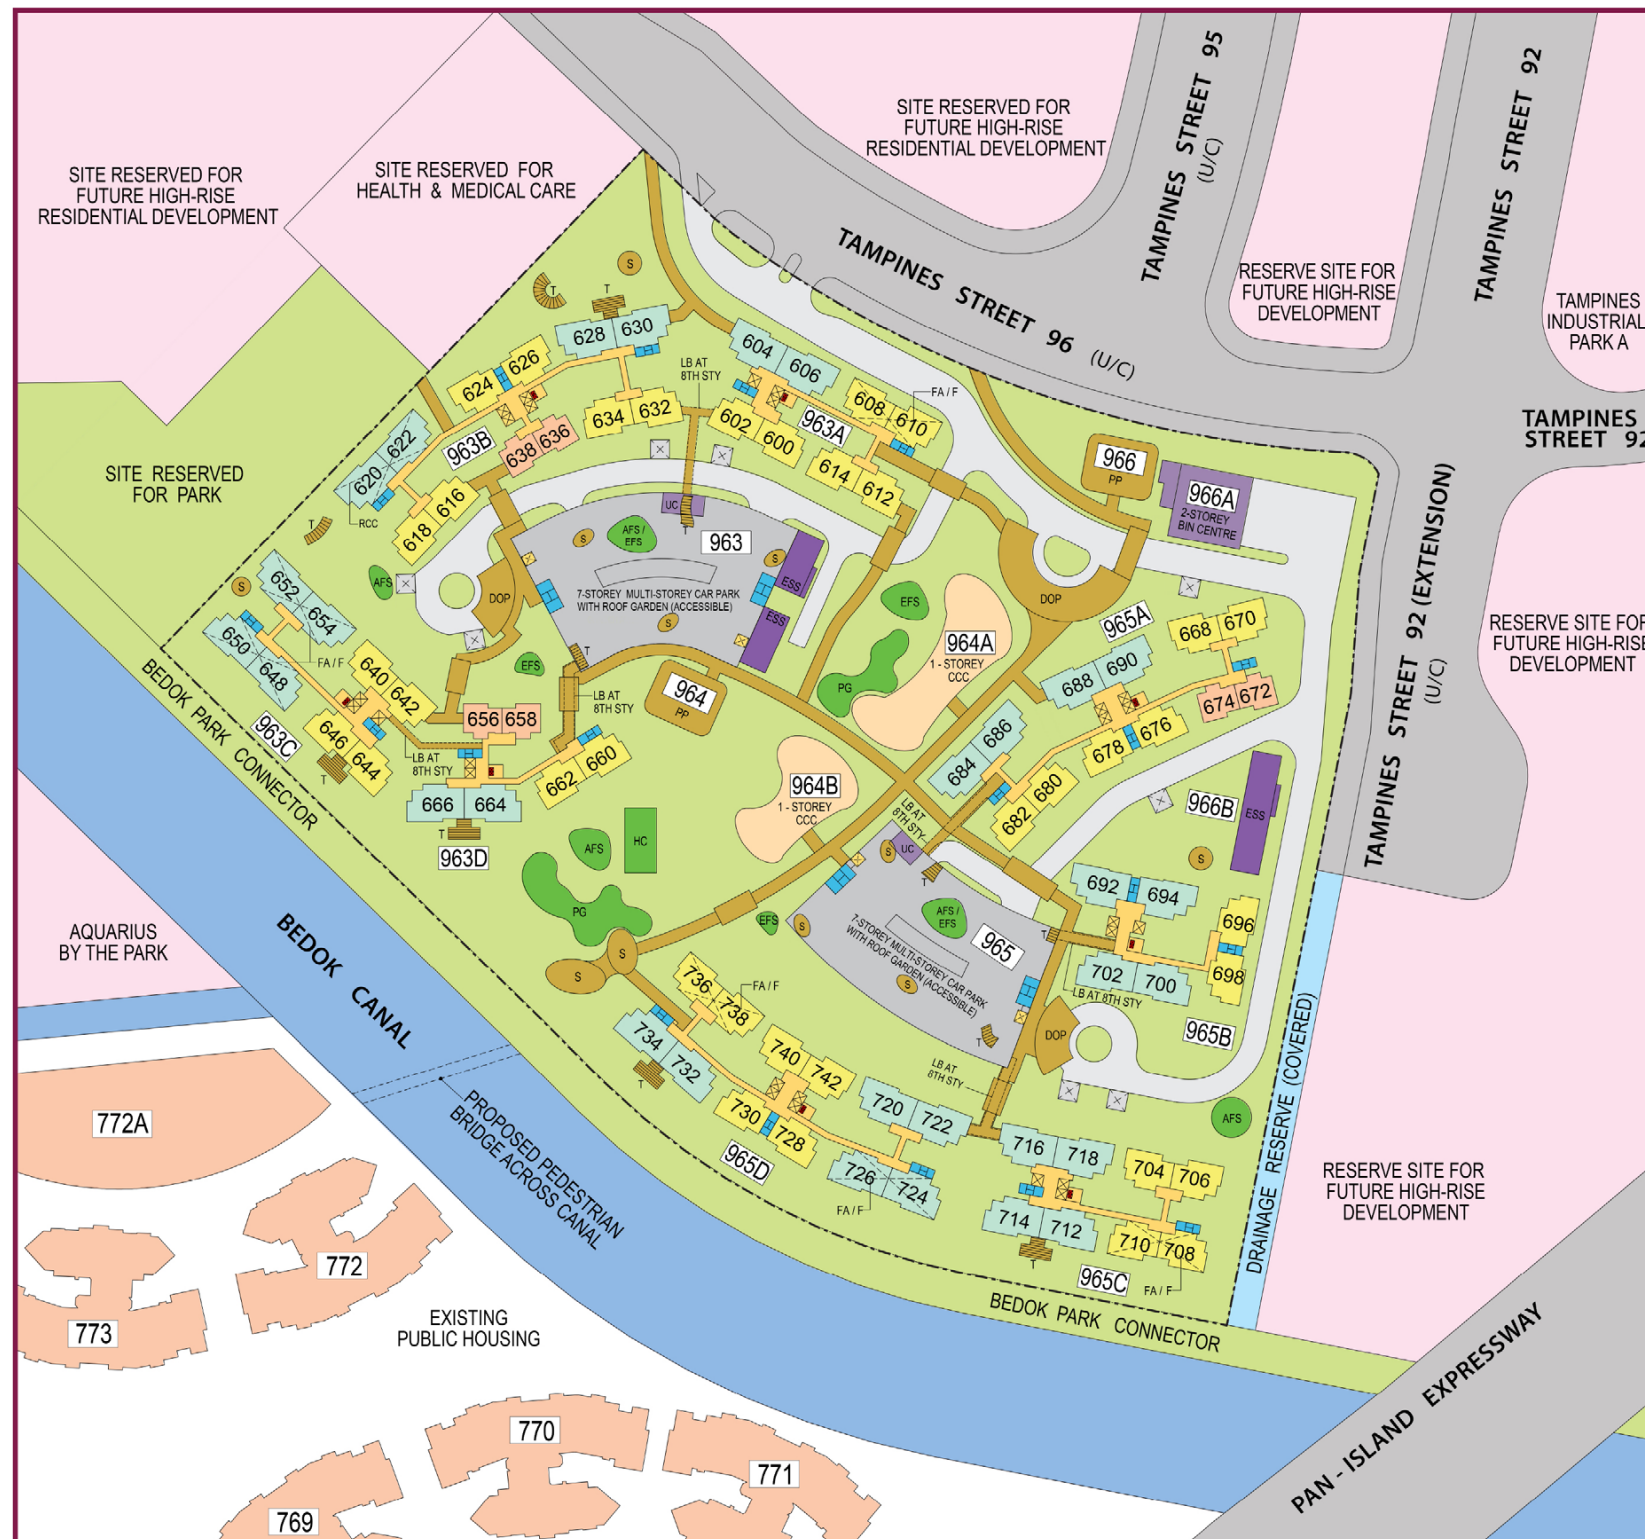 SITE RESERVED FOR
FUTURE HIGH-RISE
RESIDENTIAL DEVELOPMENT
SITE RESERVED FOR
HEALTH & MEDICAL CARE
SITE RESERVED FOR
FUTURE HIGH-RISE
RESIDENTIAL DEVELOPMENT
TAMPINES STREET 95
(U/C)
TAMPINES STREET 92
RESERVE SITE FOR
FUTURE HIGH-RISE
DEVELOPMENT
TAMPINES
INDUSTRIAL
PARK A
TAMPINES STREET 96 (U/C)
TAMPINES
STREET 92
TAMPINES STREET 92 (EXTENSION)
(U/C)
RESERVE SITE FOR
FUTURE HIGH-RISE
DEVELOPMENT
SITE RESERVED
FOR PARK
S
T
T
628
630
624
626
620
622
963B
638
636
634
632
618
616
RCC
T
LB AT
8TH STY
604
606
608
610
FA / F
602
600
963A
614
612
966
PP
966A
2-STOREY
BIN CENTRE
UC
T
S
AFS /
EFS
963
S
ESS
ESS
7-STOREY MULTI-STOREY CAR PARK
WITH ROOF GARDEN (ACCESSIBLE)
S
T
DOP
AFS
S
652
654
650
648
FA / F
640
642
646
644
T
963C
EFS
656
658
LB AT
8TH STY
LB AT
8TH STY
662
660
666
664
T
963D
964
PP
EFS
964A
1 - STOREY
CCC
PG
DOP
965A
668
670
674
672
688
690
678
676
684
686
682
680
964B
1 - STOREY
CCC
LB AT
8TH STY
966B
ESS
S
AFS
HC
PG
S
S
EFS
S
S
UC
T
AFS /
EFS
965
7-STOREY MULTI-STOREY CAR PARK
WITH ROOF GARDEN (ACCESSIBLE)
S
T
T
692
694
696
698
702
700
LB AT 8TH STY
965B
DOP
LB AT
8TH STY
AFS
736
738
FA / F
734
732
T
740
742
730
728
965D
720
722
726
724
FA / F
716
718
704
706
714
712
T
710
708
965C
FA / F
BEDOK PARK CONNECTOR
BEDOK PARK CONNECTOR
BEDOK CANAL
AQUARIUS
BY THE PARK
PROPOSED PEDESTRIAN
BRIDGE ACROSS CANAL
DRAINAGE RESERVE (COVERED)
RESERVE SITE FOR
FUTURE HIGH-RISE
DEVELOPMENT
PAN - ISLAND EXPRESSWAY
772A
772
773
EXISTING
PUBLIC HOUSING
770
771
769